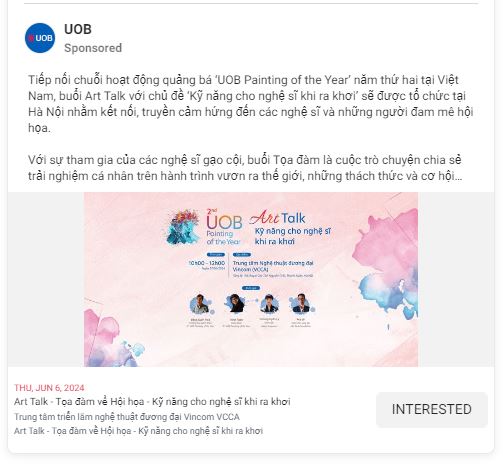 UOB
UOB
Sponsored
Tiếp nối chuỗi hoạt động quảng bá 'UOB Painting of the Year' năm thứ hai tại Việt
Nam, buổi Art Talk với chủ đề 'Kỹ năng cho nghệ sĩ khi ra khơi' sẽ được tổ chức tại
Hà Nội nhằm kết nối, truyền cảm hứng đến các nghệ sĩ và những người đam mê hội
họa.
Với sự tham gia của các nghệ sĩ gạo cội, buổi Tọa đàm là cuộc trò chuyện chia sẻ
trải nghiệm cá nhân trên hành trình vươn ra thế giới, những thách thức và cơ hội...
2nd
UOB
Painting
of the Year
Art Talk
Kỹ năng cho nghệ sĩ
khi ra khơi
10h00 - 12h00
Trung tâm Nghệ thuật đương đại
Vincom (VCCA)
THU, JUN 6, 2024
Art Talk - Tọa đàm về Hội họa - Kỹ năng cho nghệ sĩ khi ra khơi
Trung tâm triển lãm nghệ thuật đương đại Vincom VCCA
Art Talk - Tọa đàm về Hội họa - Kỹ năng cho nghệ sĩ khi ra khơi
INTERESTED